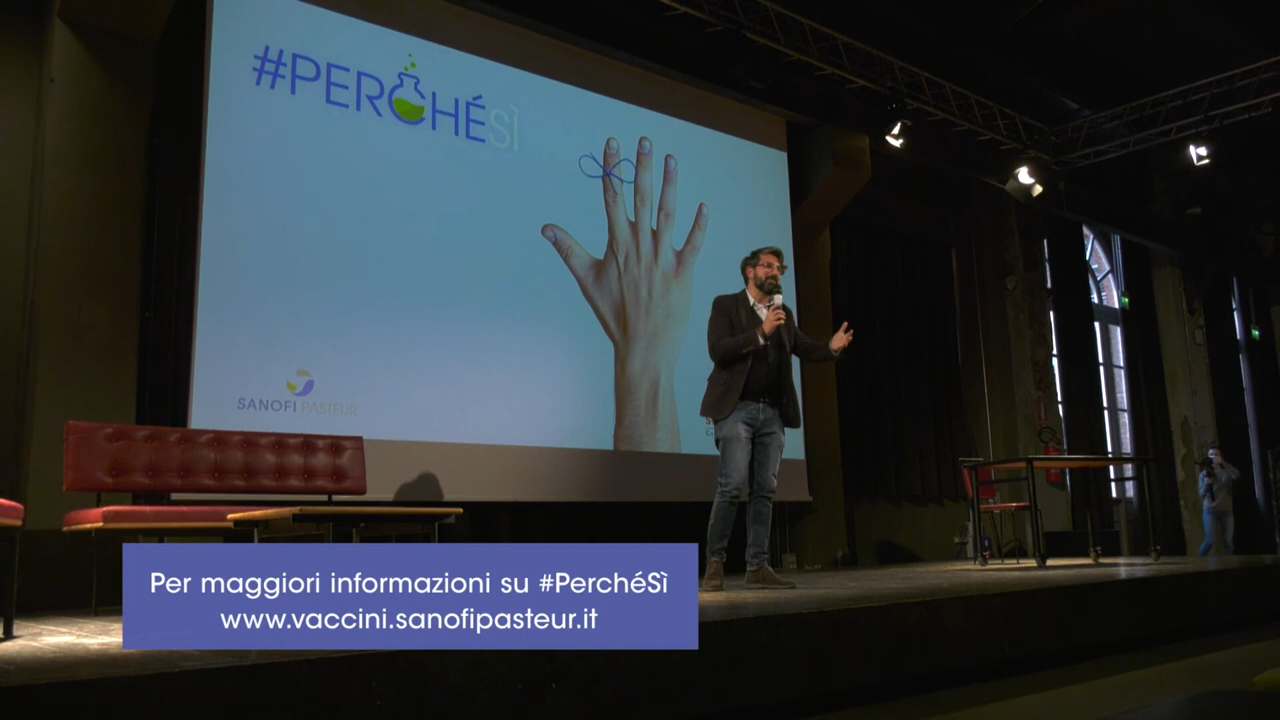 #PERCHÉSÌ
SANOFI PASTEUR
Per maggiori informazioni su #PerchéSì
www.vaccini.sanofipasteur.it